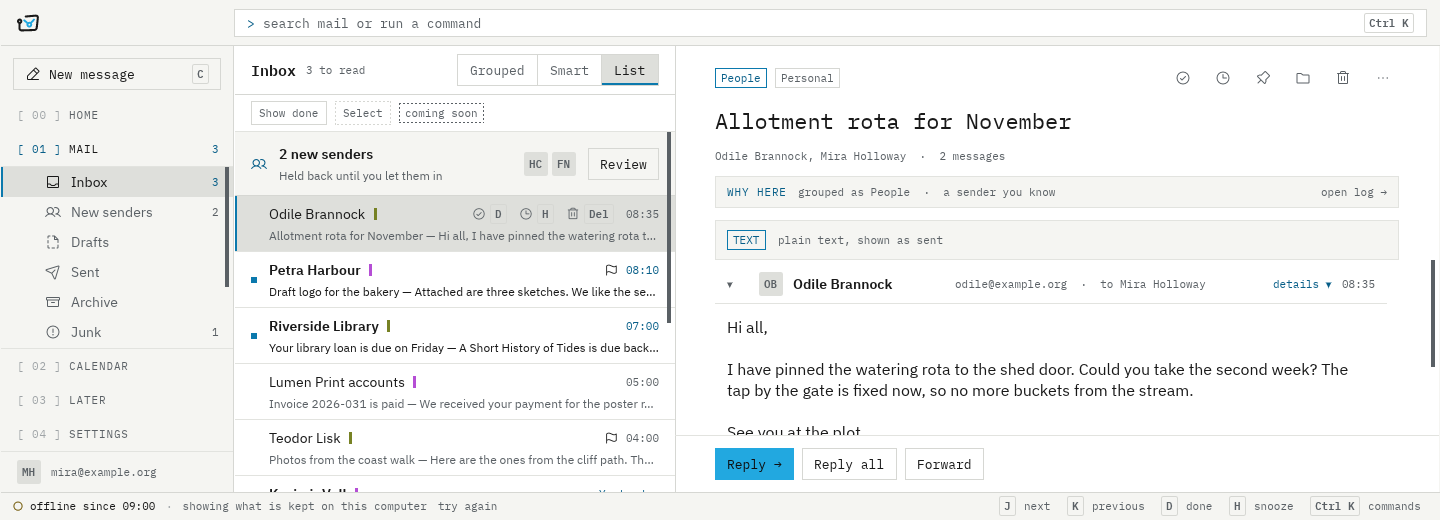 > search mail or run a command Ctrl K
New message C
[ 00 ] HOME
[ 01 ] MAIL 3
Inbox 3
New senders 2
Drafts
Sent
Archive
Junk 1
[ 02 ] CALENDAR
[ 03 ] LATER
[ 04 ] SETTINGS
MH mira@example.org
Inbox 3 to read Grouped Smart List
Show done Select coming soon
2 new senders
Held back until you let them in
HC FN Review
Odile Brannock D H Del 08:35
Allotment rota for November — Hi all, I have pinned the watering rota t…
Petra Harbour 08:10
Draft logo for the bakery — Attached are three sketches. We like the se…
Riverside Library 07:00
Your library loan is due on Friday — A Short History of Tides is due back…
Lumen Print accounts 05:00
Invoice 2026-031 is paid — We received your payment for the poster r…
Teodor Lisk 04:00
Photos from the coast walk — Here are the ones from the cliff path. Th…
People Personal ...
Allotment rota for November
Odile Brannock, Mira Holloway · 2 messages
WHY HERE grouped as People · a sender you know open log →
TEXT plain text, shown as sent
▾ OB Odile Brannock odile@example.org · to Mira Holloway details ▾ 08:35
Hi all,
I have pinned the watering rota to the shed door. Could you take the second week? The
tap by the gate is fixed now, so no more buckets from the stream.
See you at the plot
Reply → Reply all Forward
offline since 09:00 · showing what is kept on this computer try again
J next K previous D done H snooze Ctrl K commands